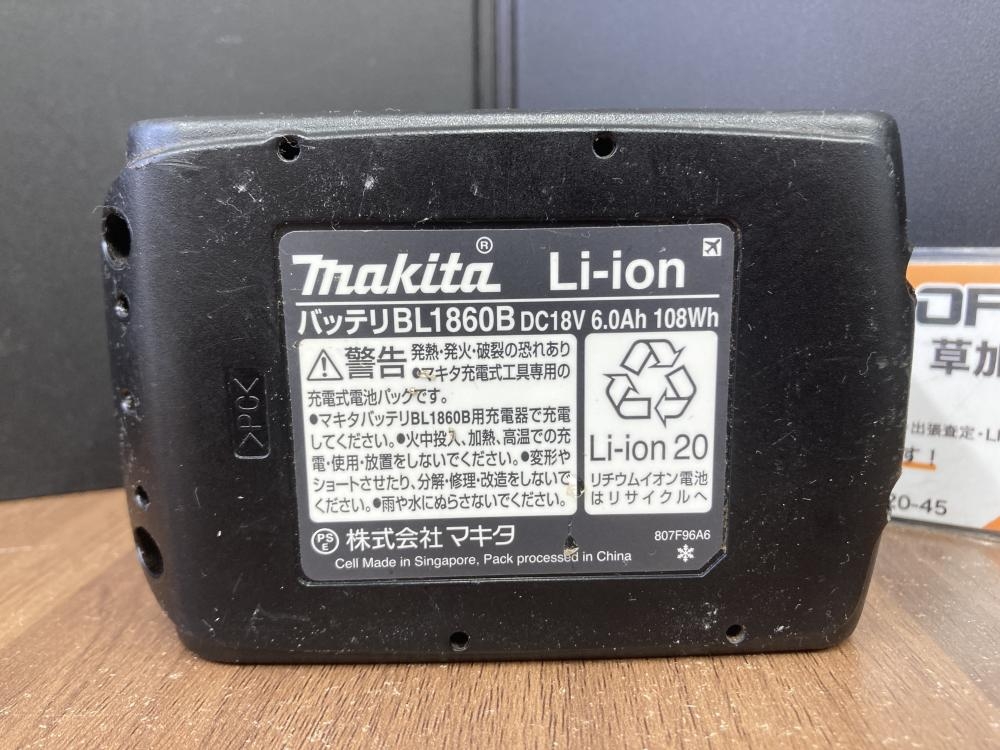 makita® Li-ion
バッテリBL1860B DC18V 6.0Ah 108Wh
警告 発熱・発火・破裂の恐れあり
●マキタ充電式工具専用の
充電式電池パックです。
●マキタバッテリBL1860B用充電器で充電
してください。●火中投入、加熱、高温での充
電・使用・放置をしないでください。●変形や
ショートさせたり、分解・修理・改造をしないで
ください。●雨や水にぬらさないでください。
Li-ion 20
リチウムイオン電池
はリサイクルへ
PSE 株式会社 マキタ
807F96A6
Cell Made in Singapore, Pack processed in China
>PC<
OF
草加
出張査定・L
す!
20-45